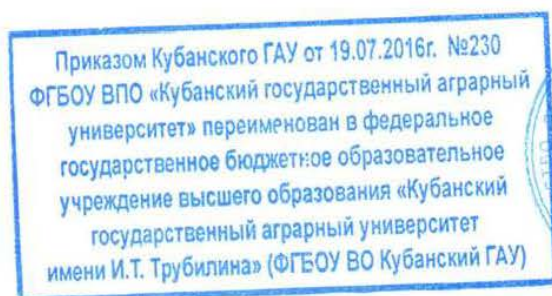 Приказом Кубанского ГАУ от 19.07.2016г. №230
ФГБОУ ВПО «Кубанский государственный аграрный
университет» переименован в федеральное
государственное бюджетное образовательное
учреждение высшего образования «Кубанский
государственный аграрный университет
имени И.Т. Трубилина» (ФГБОУ ВО Кубанский ГАУ)